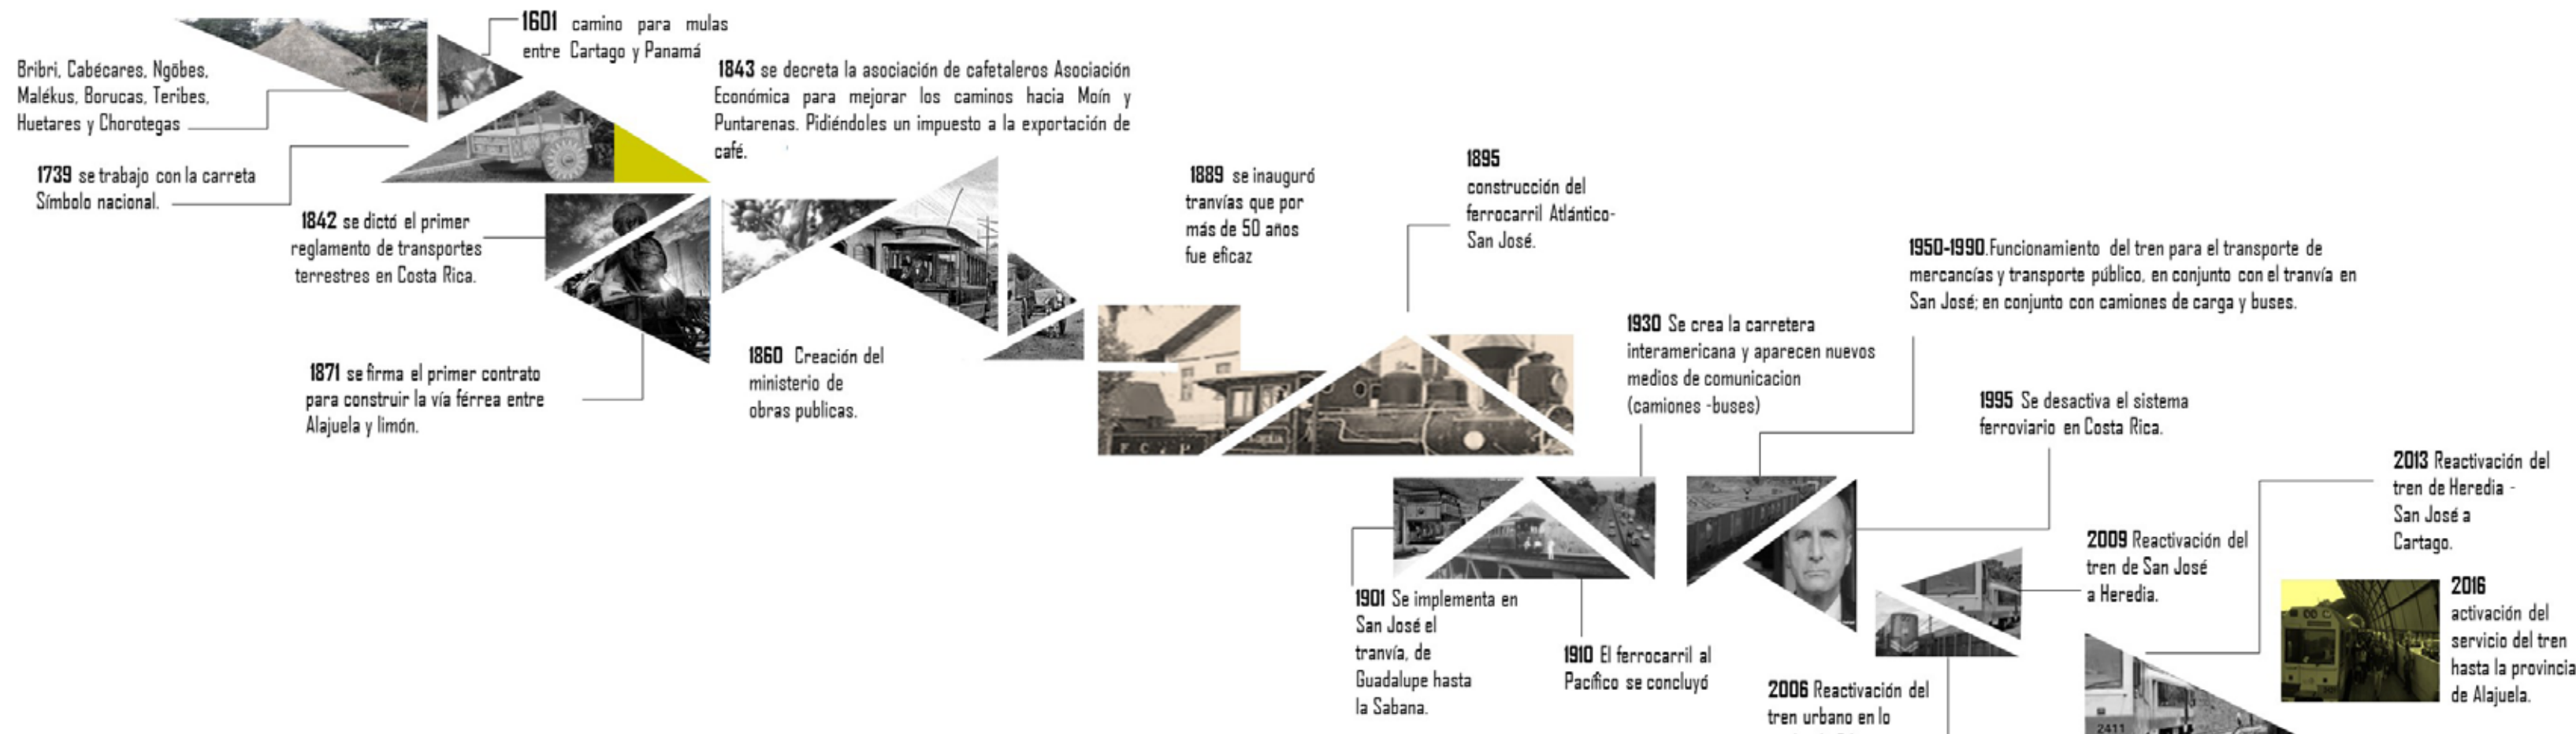 Bribri, Cabécares, Ngöbes,
Malékus, Borucas, Teribes,
Huetares y Chorotegas
1601 camino para mulas
entre Cartago y Panamá
1739 se trabajo con la carreta
Símbolo nacional.
1842 se dictó el primer
reglamento de transportes
terrestres en Costa Rica.
1843 se decreta la asociación de cafetaleros Asociación
Económica para mejorar los caminos hacia Moín y
Puntarenas. Pidiéndoles un impuesto a la exportación de
café.
1871 se firma el primer contrato
para construir la vía férrea entre
Alajuela y limón.
1860 Creación del
ministerio de
obras publicas.
1889 se inauguró
tranvías que por
más de 50 años
fue eficaz
1895
construcción del
ferrocarril Atlántico-
San José.
F C P
1901 Se implementa en
San José el
tranvía, de
Guadalupe hasta
la Sabana.
1910 El ferrocarril al
Pacífico se concluyó
1930 Se crea la carretera
interamericana y aparecen nuevos
medios de comunicacion
(camiones -buses)
1950-1990.Funcionamiento del tren para el transporte de
mercancías y transporte público, en conjunto con el tranvía en
San José; en conjunto con camiones de carga y buses.
1995 Se desactiva el sistema
ferroviario en Costa Rica.
2006 Reactivación del
tren urbano en lo
2009 Reactivación del
tren de San José
a Heredia.
2013 Reactivación del
tren de Heredia -
San José a
Cartago.
2411
2016
activación del
servicio del tren
hasta la provincia
de Alajuela.